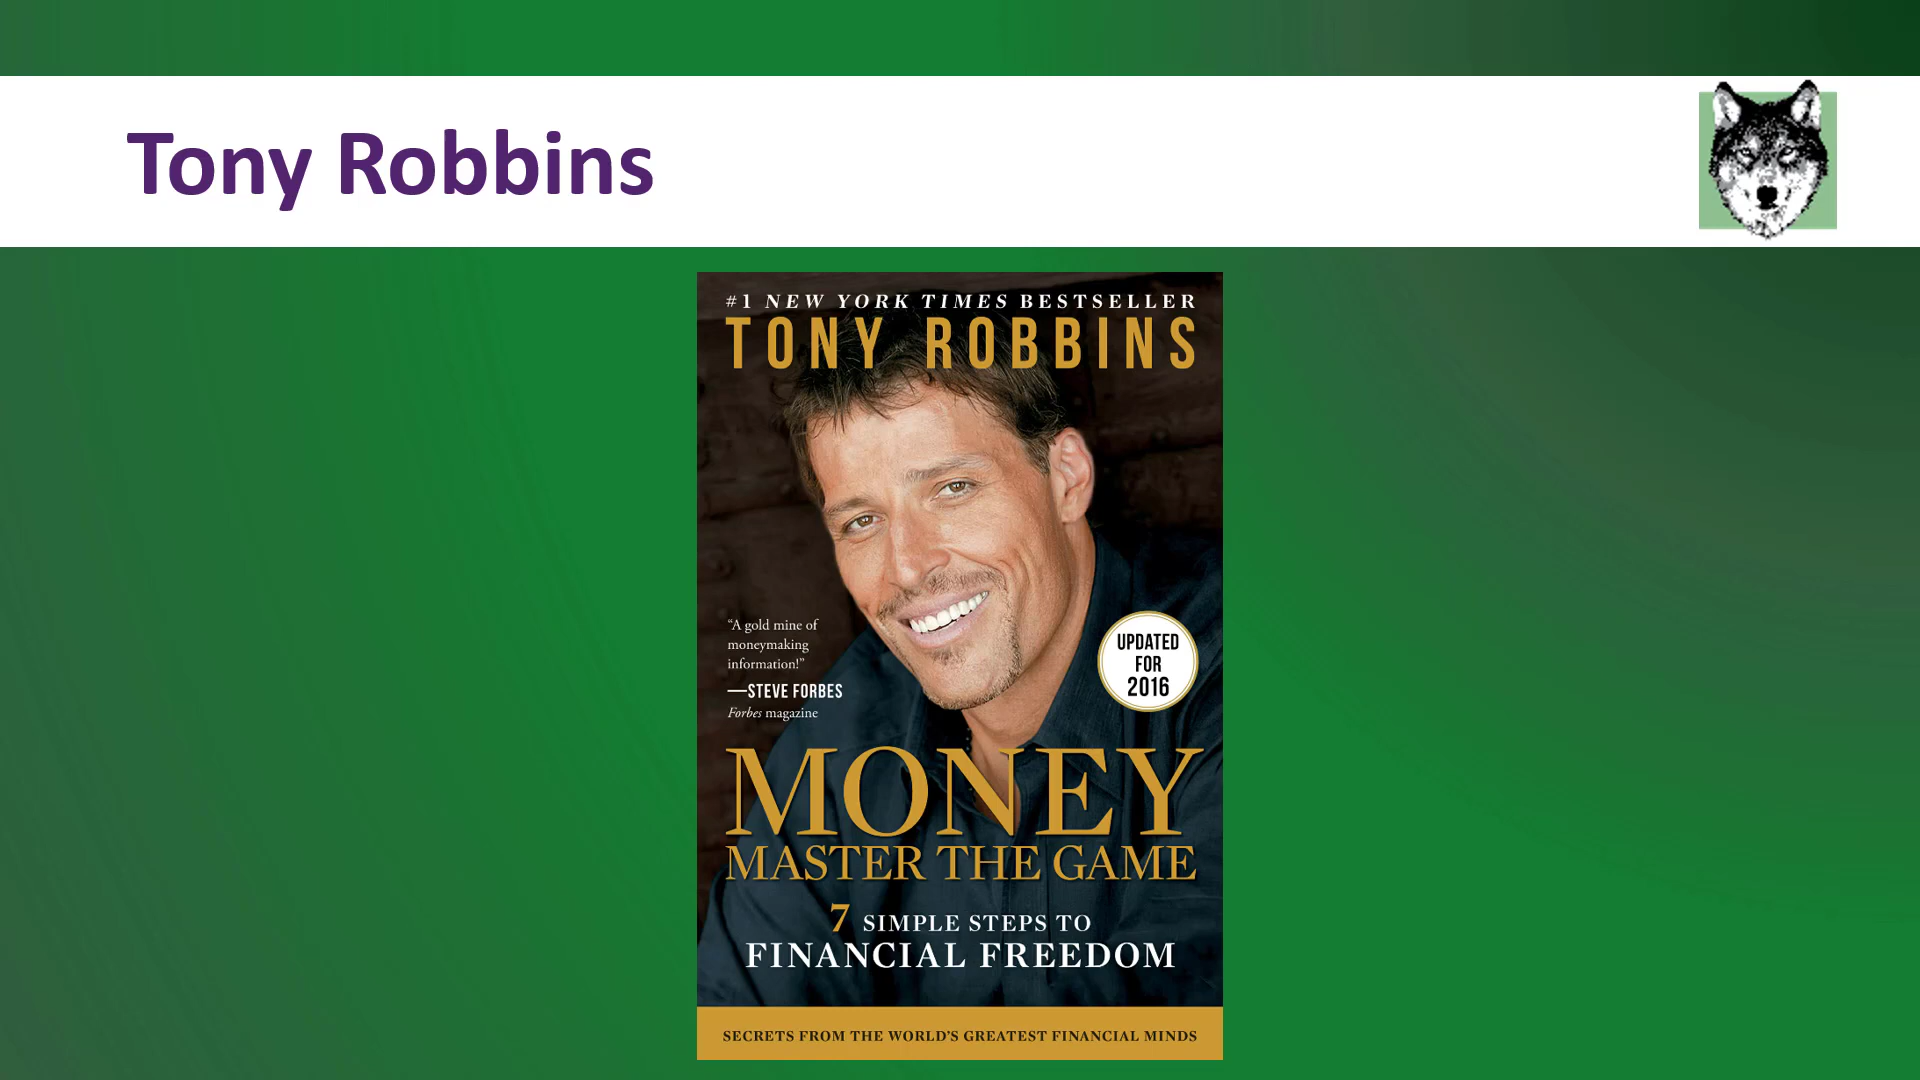 Tony Robbins
#1 NEW YORK TIMES BESTSELLER
TONY ROBBINS
“A gold mine of
moneymaking
information!”
—STEVE FORBES
Forbes magazine
UPDATED
FOR
2016
MONEY
MASTER THE GAME
7 SIMPLE STEPS TO
FINANCIAL FREEDOM
SECRETS FROM THE WORLD’S GREATEST FINANCIAL MINDS